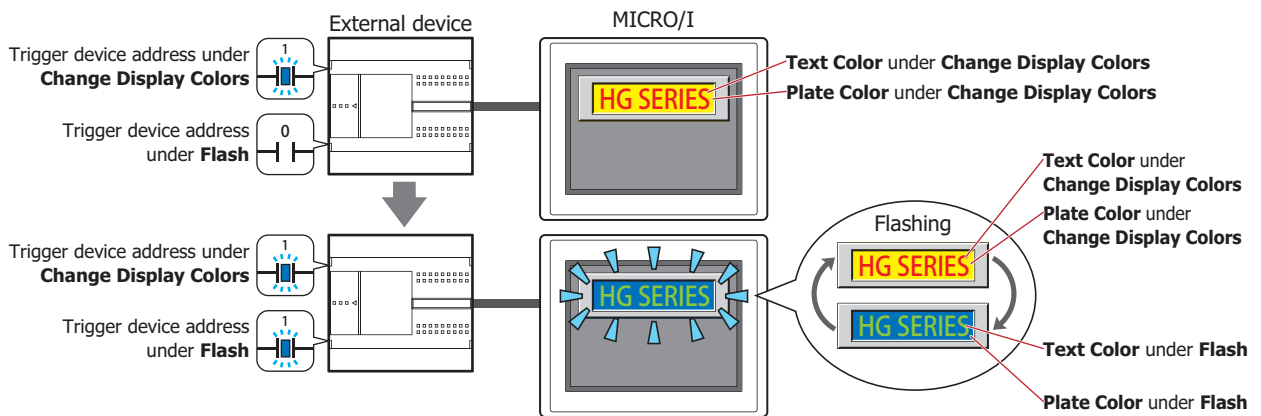 External device
MICRO/I
Trigger device address under
Change Display Colors
1
Trigger device address
under Flash
0
HG SERIES
Text Color under Change Display Colors
Plate Color under Change Display Colors
Trigger device address under
Change Display Colors
1
Trigger device address
under Flash
1
HG SERIES
Flashing
HG SERIES
HG SERIES
Text Color under
Change Display Colors
Plate Color under
Change Display Colors
Text Color under Flash
Plate Color under Flash